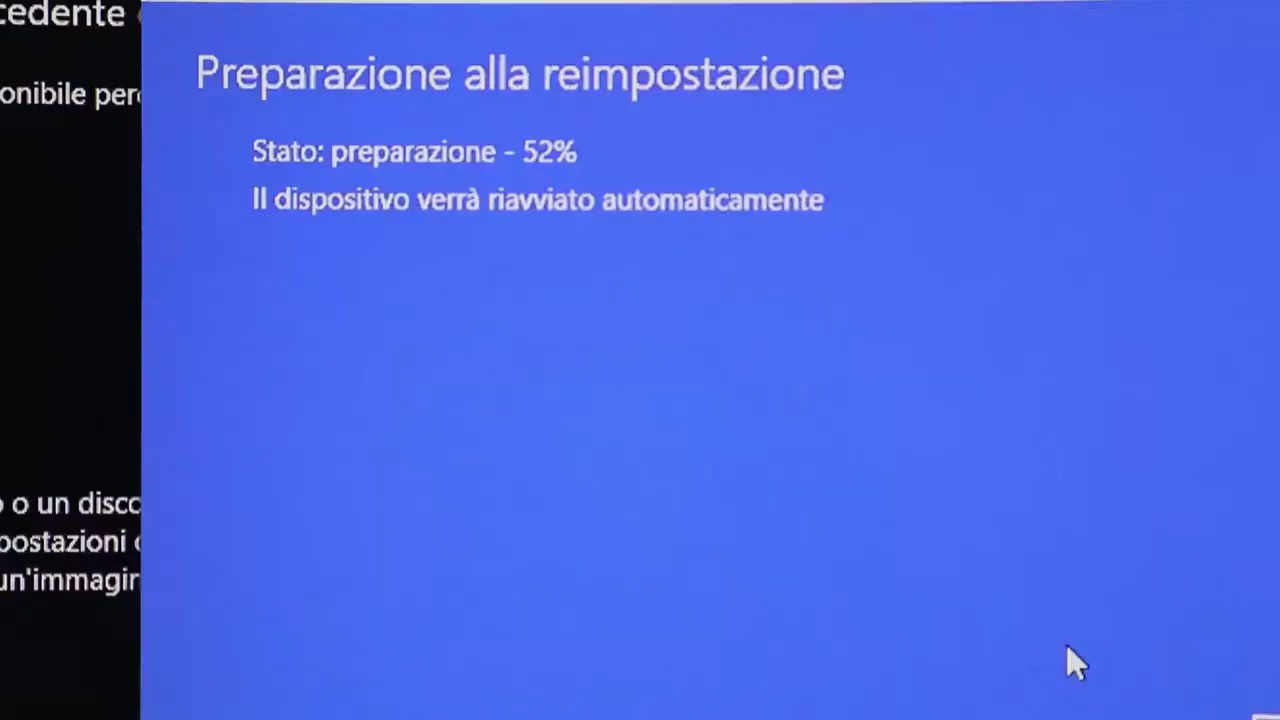 cedente
onibile per
Preparazione alla reimpostazione
Stato: preparazione - 52%
Il dispositivo verrà riavviato automaticamente
o o un disco
postazioni
un'immagin